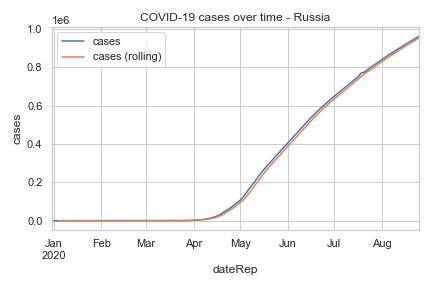 COVID-19 cases over time - Russia
1e6
cases
cases (rolling)
1.0
0.8
0.6
0.4
0.2
0.0
cases
Jan
2020
Feb
Mar
Apr
May
Jun
Jul
Aug
dateRep